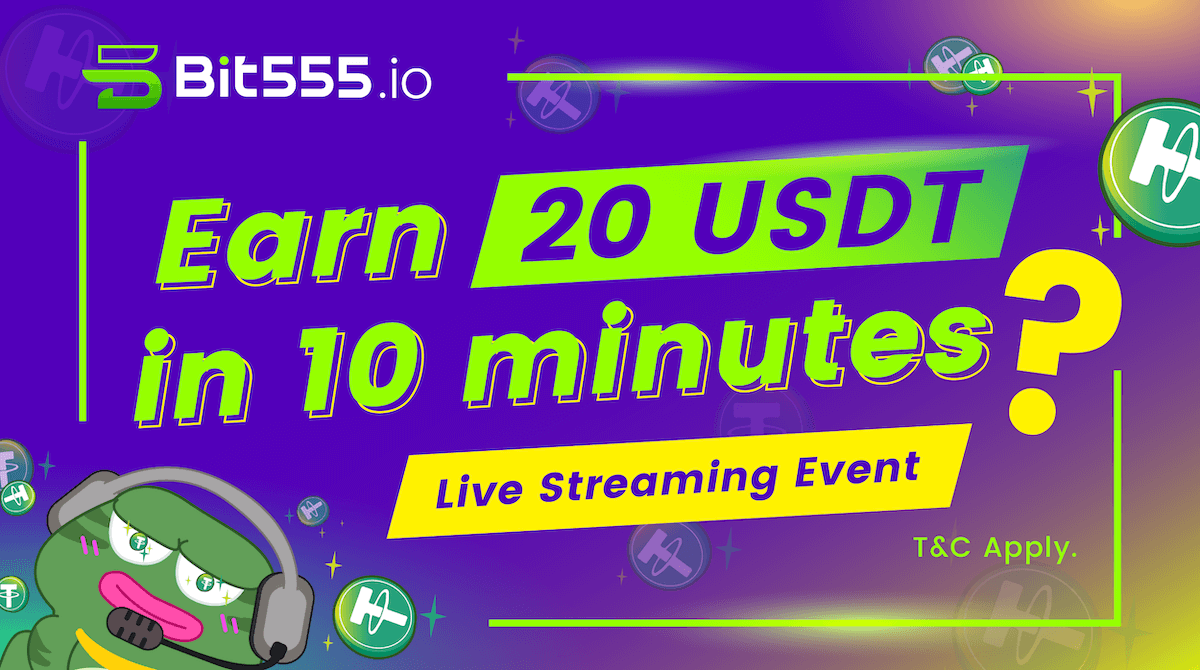 Bit555.io
Earn 20 USDT
in 10 minutes?
Live Streaming Event
T&C Apply.